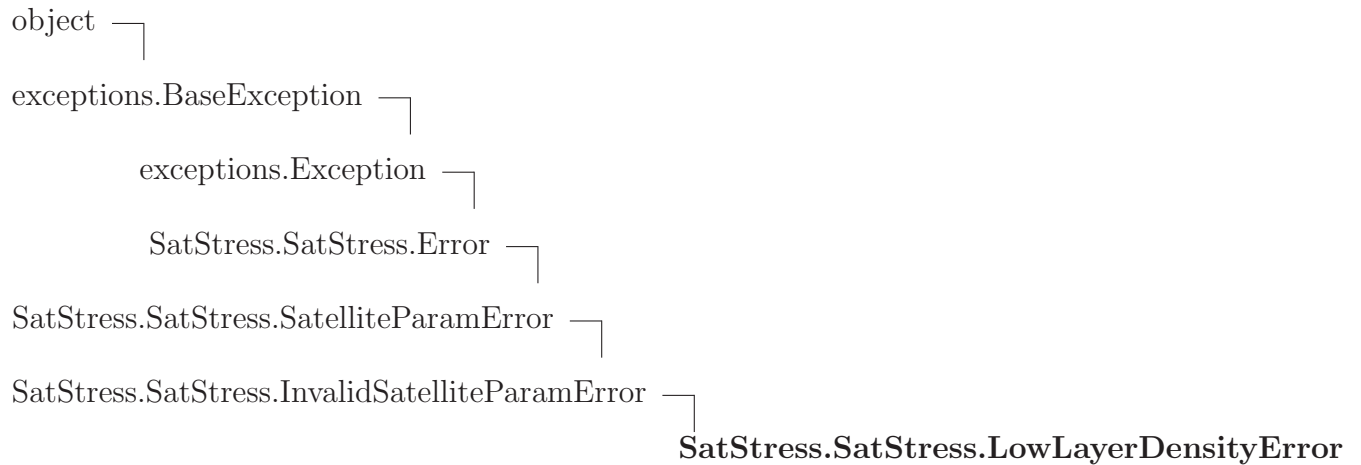 object
exceptions.BaseException
exceptions.Exception
SatStress.SatStress.Error
SatStress.SatStress.SatelliteParamError
SatStress.SatStress.InvalidSatelliteParamError
SatStress.SatStress.LowLayerDensityError